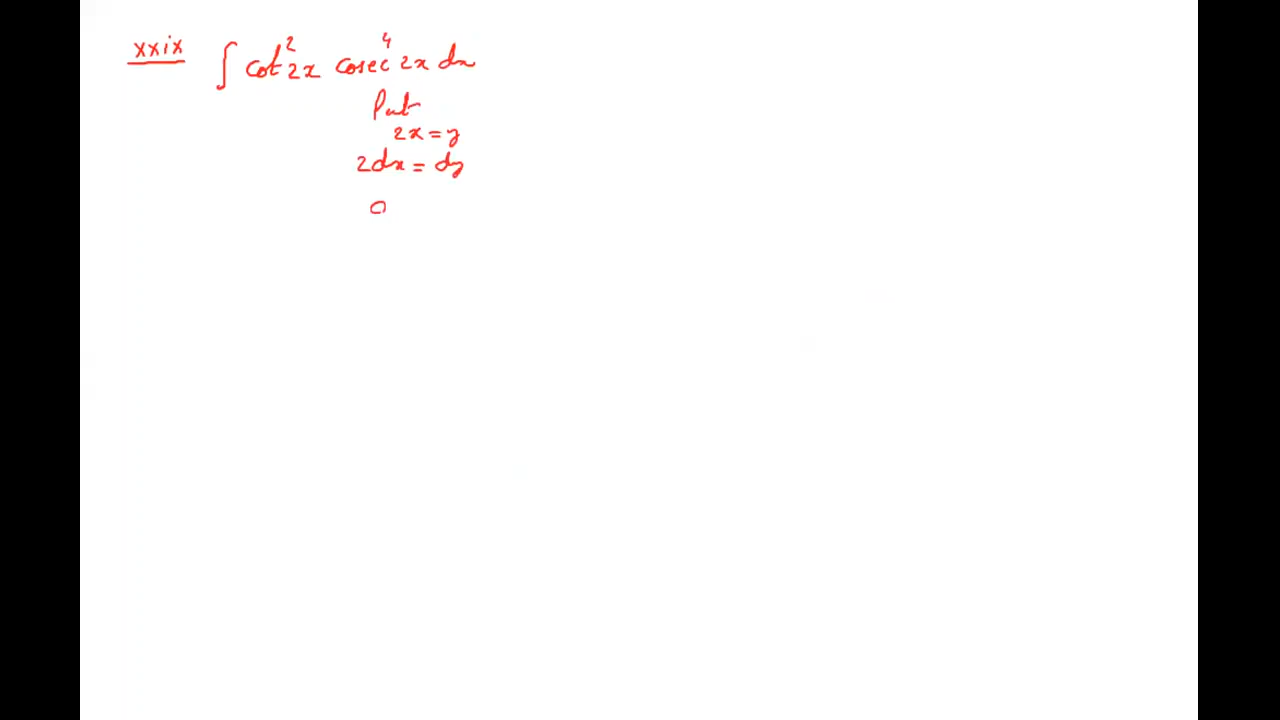 xxix ∫ cot²2x cosec⁴2x dx
Put
2x = y
2dx = dy